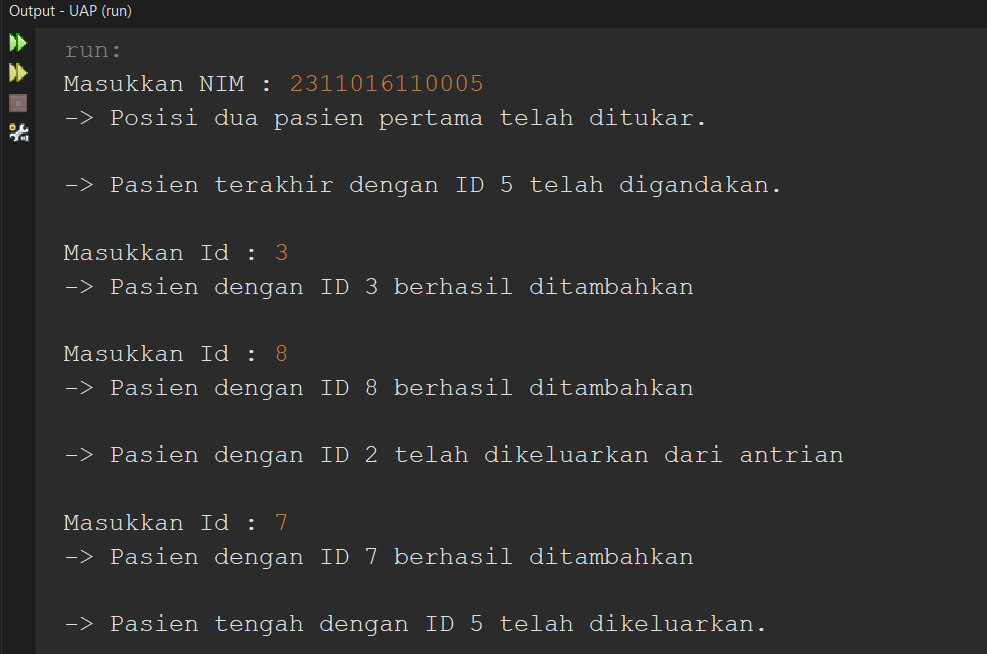 Output - UAP (run)
run:
Masukkan NIM : 2311016110005
-> Posisi dua pasien pertama telah ditukar.
-> Pasien terakhir dengan ID 5 telah digandakan.
Masukkan Id : 3
-> Pasien dengan ID 3 berhasil ditambahkan
Masukkan Id : 8
-> Pasien dengan ID 8 berhasil ditambahkan
-> Pasien dengan ID 2 telah dikeluarkan dari antrian
Masukkan Id : 7
-> Pasien dengan ID 7 berhasil ditambahkan
-> Pasien tengah dengan ID 5 telah dikeluarkan.